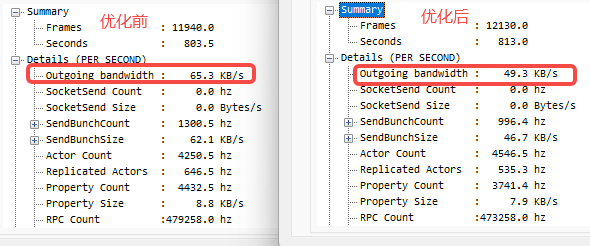 Summary
优化前
Frames : 11940.0
Seconds : 803.5
Details (PER SECOND)
Outgoing bandwidth : 65.3 KB/s
SocketSend Count : 0.0 hz
SocketSend Size : 0.0 Bytes/s
SendBunchCount : 1300.5 hz
SendBunchSize : 62.1 KB/s
Actor Count : 4250.5 hz
Replicated Actors : 646.5 hz
Property Count : 4432.5 hz
Property Size : 8.8 KB/s
RPC Count :479258.0 hz
Summary
优化后
Frames : 12130.0
Seconds : 813.0
Details (PER SECOND)
Outgoing bandwidth : 49.3 KB/s
SocketSend Count : 0.0 hz
SocketSend Size : 0.0 Bytes/s
SendBunchCount : 996.4 hz
SendBunchSize : 46.7 KB/s
Actor Count : 4546.5 hz
Replicated Actors : 535.3 hz
Property Count : 3741.4 hz
Property Size : 7.9 KB/s
RPC Count :473258.0 hz